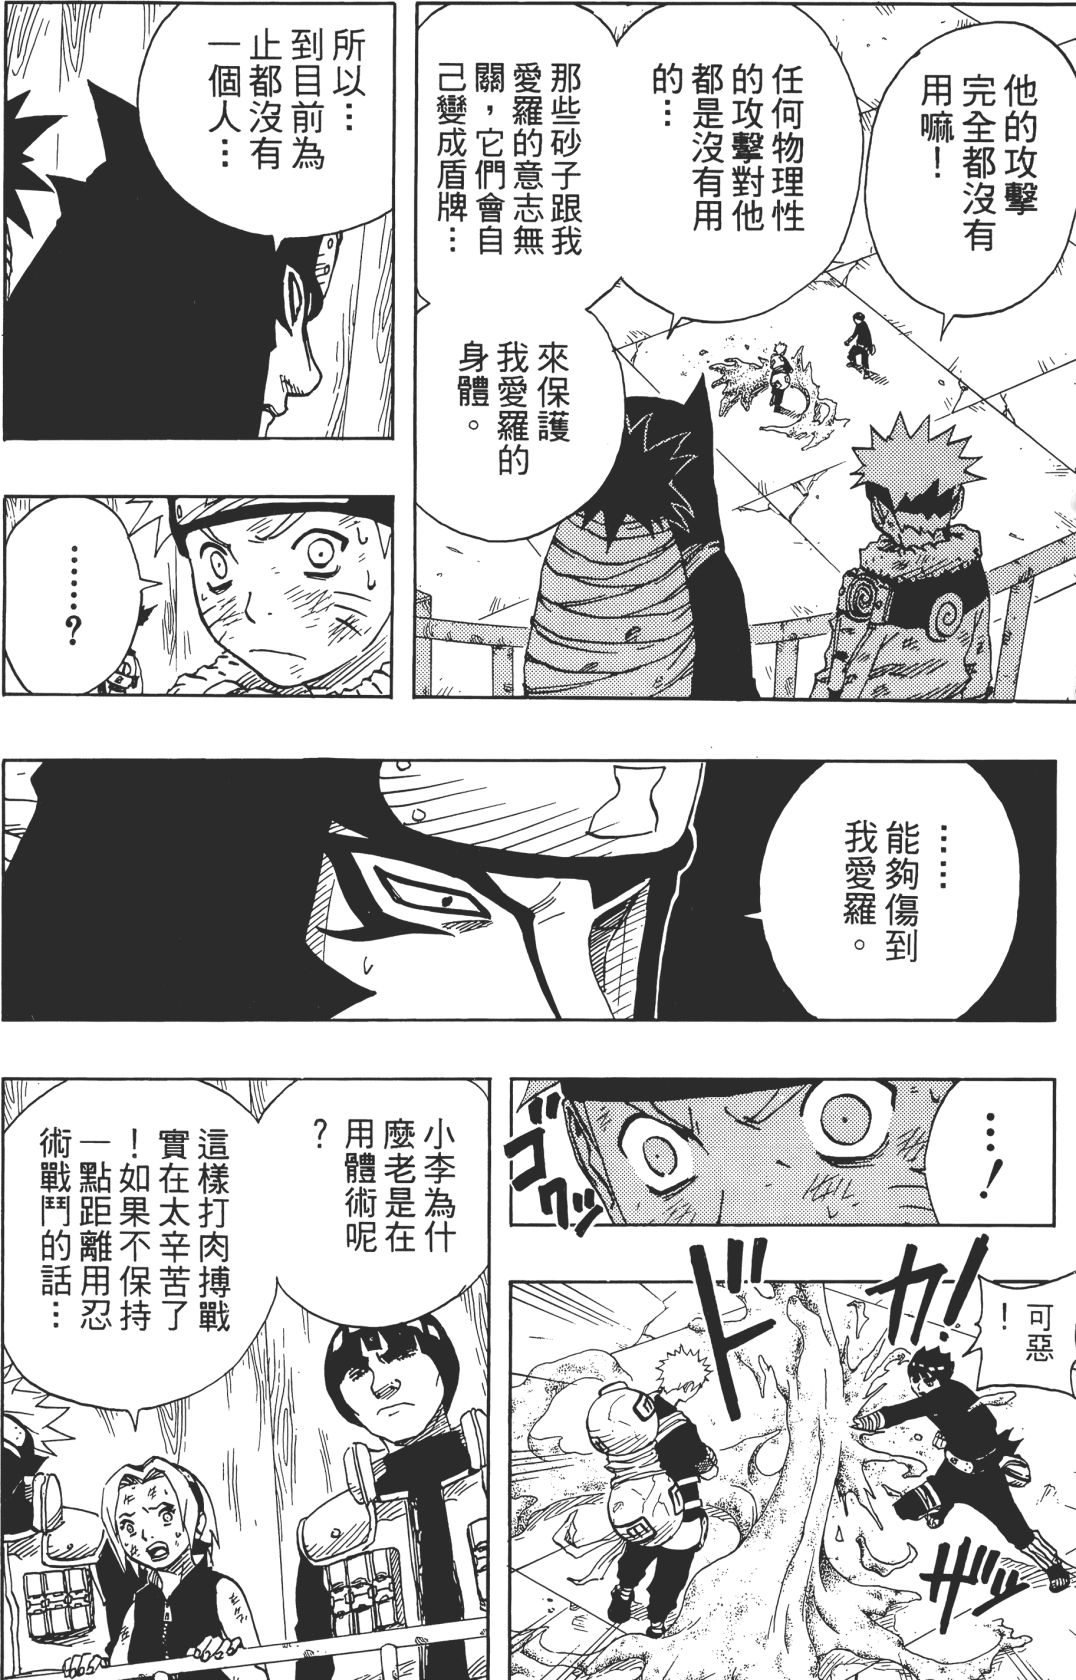 他的攻擊
完全都沒有
用嘛！
任何物理性
的攻擊對他
都是沒有用
的…
那些砂子跟我
愛羅的意志無
關，它們會自
己變成盾牌…
來保護
我愛羅的
身體。
所以…
到目前為
止都沒有
一個人…
……？
……
能夠傷到
我愛羅。
…！
ゴクッ
可惡
！
ガ！
ドド
ザザッ
小李為什
麼老是在
用體術呢
？
這樣打肉搏戰
實在太辛苦了
！如果不保持
一點距離用忍
術戰鬥的話…